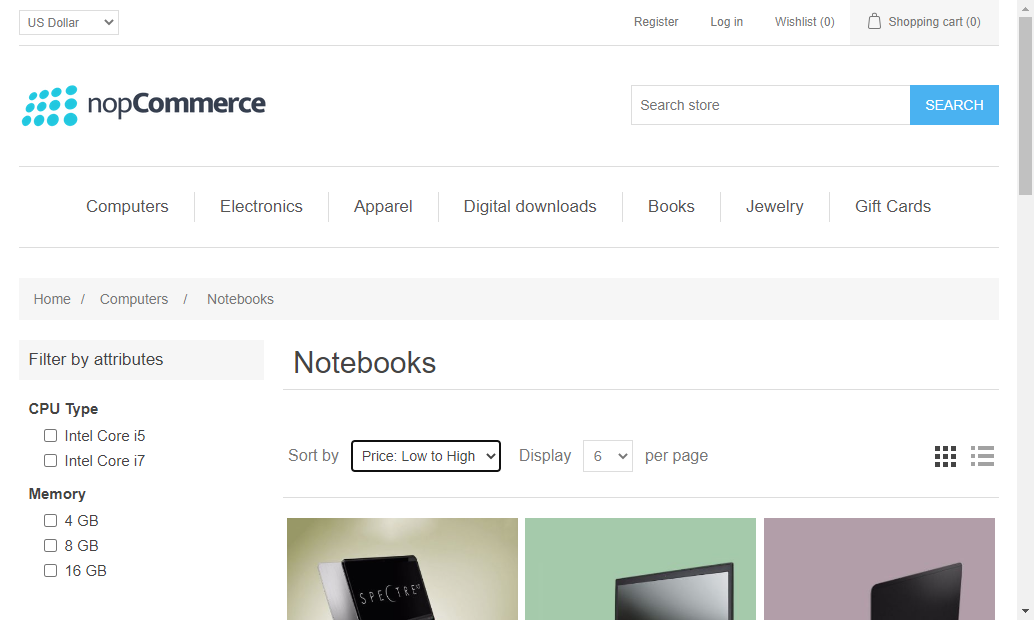 US Dollar
Register
Log in
Wishlist (0)
Shopping cart (0)
nopCommerce
Search store
SEARCH
Computers
Electronics
Apparel
Digital downloads
Books
Jewelry
Gift Cards
Home / Computers / Notebooks
Filter by attributes
CPU Type
Intel Core i5
Intel Core i7
Memory
4 GB
8 GB
16 GB
Notebooks
Sort by Price: Low to High Display 6 per page
SPECTRE